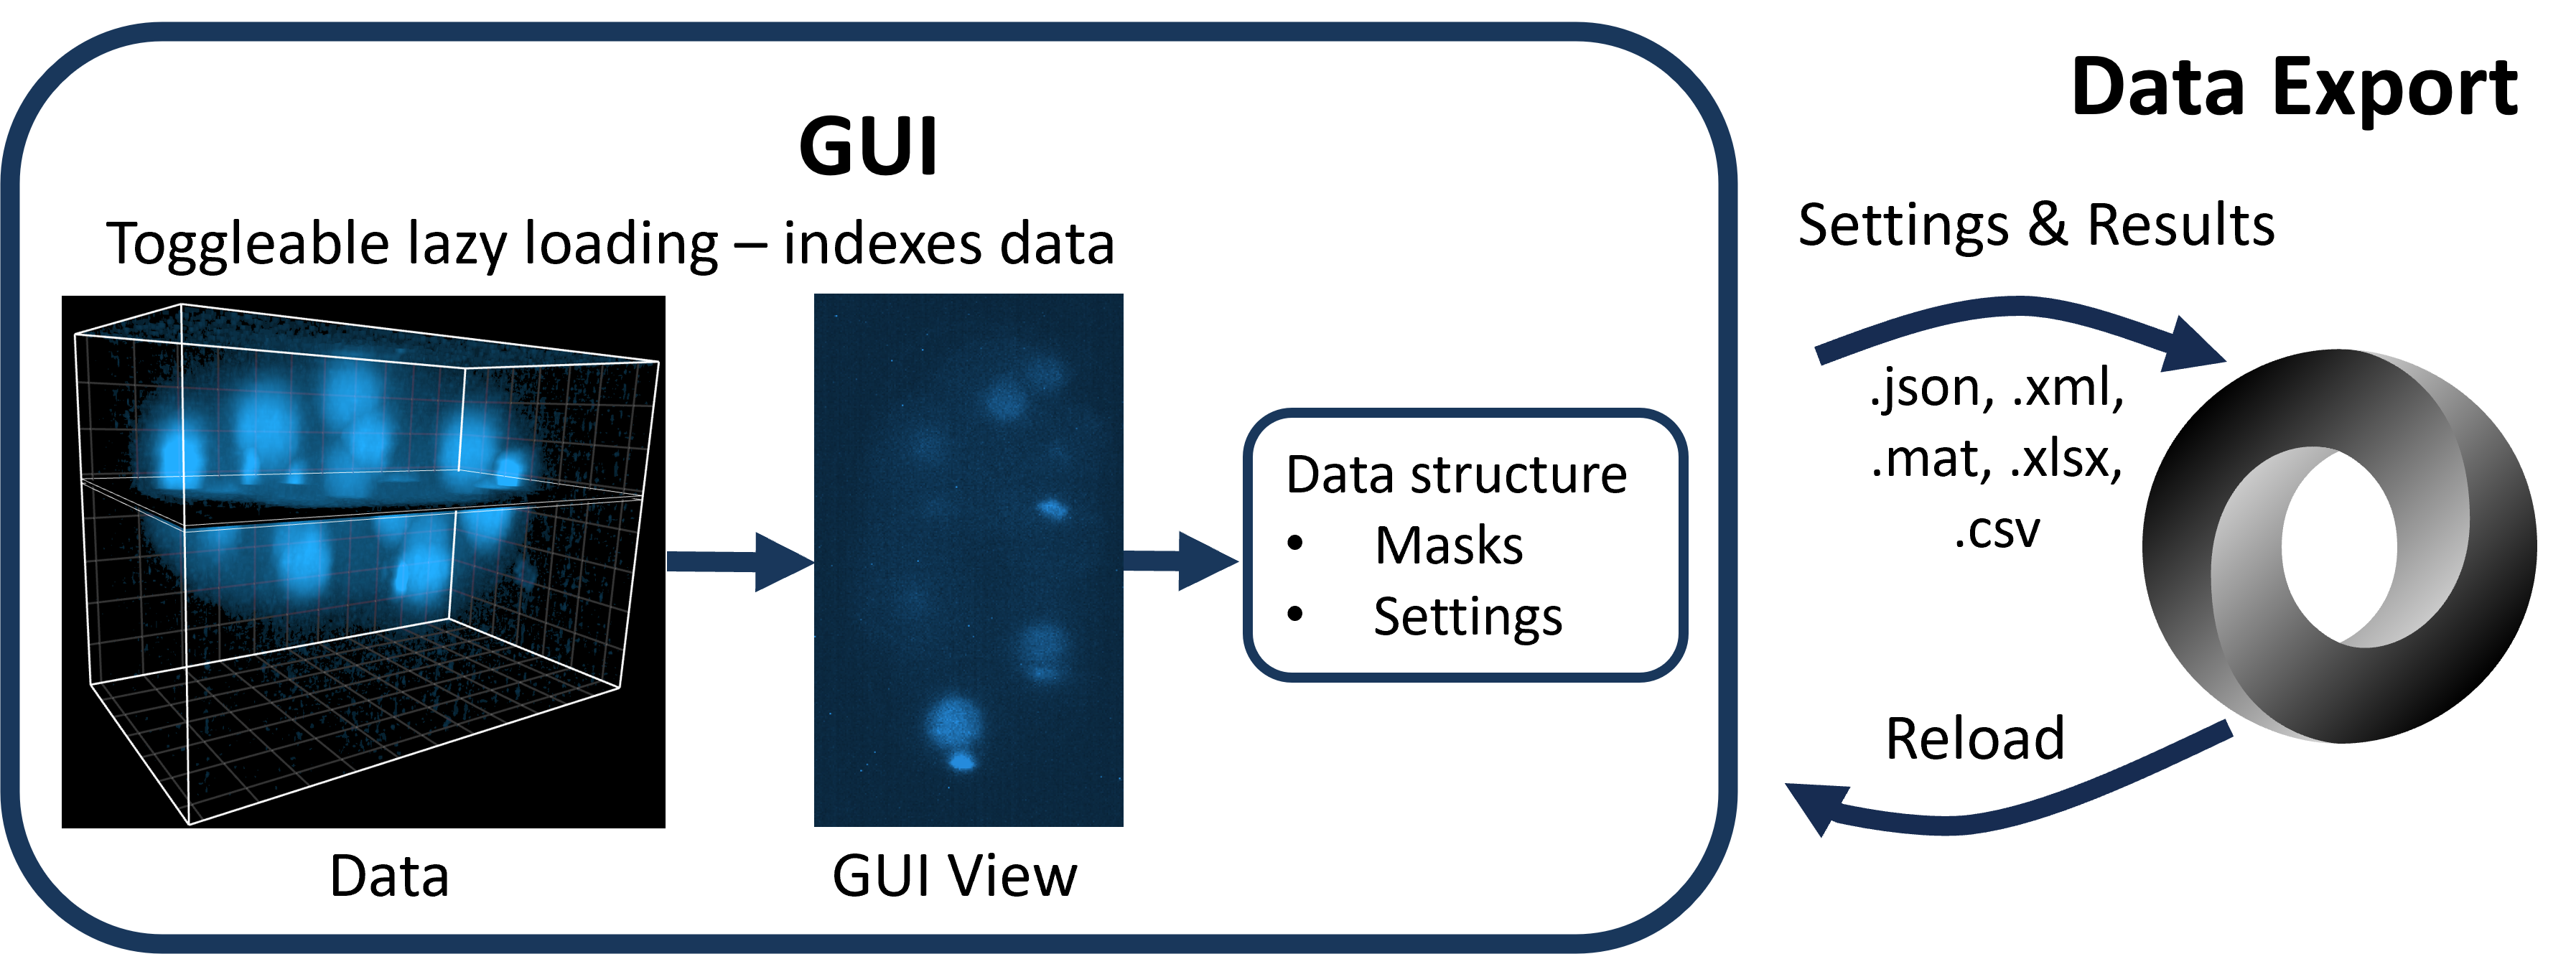 GUI
Toggleable lazy loading – indexes data
Data
GUI View
Data structure
• Masks
• Settings
Data Export
Settings & Results
.json, .xml,
.mat, .xlsx,
.csv
Reload